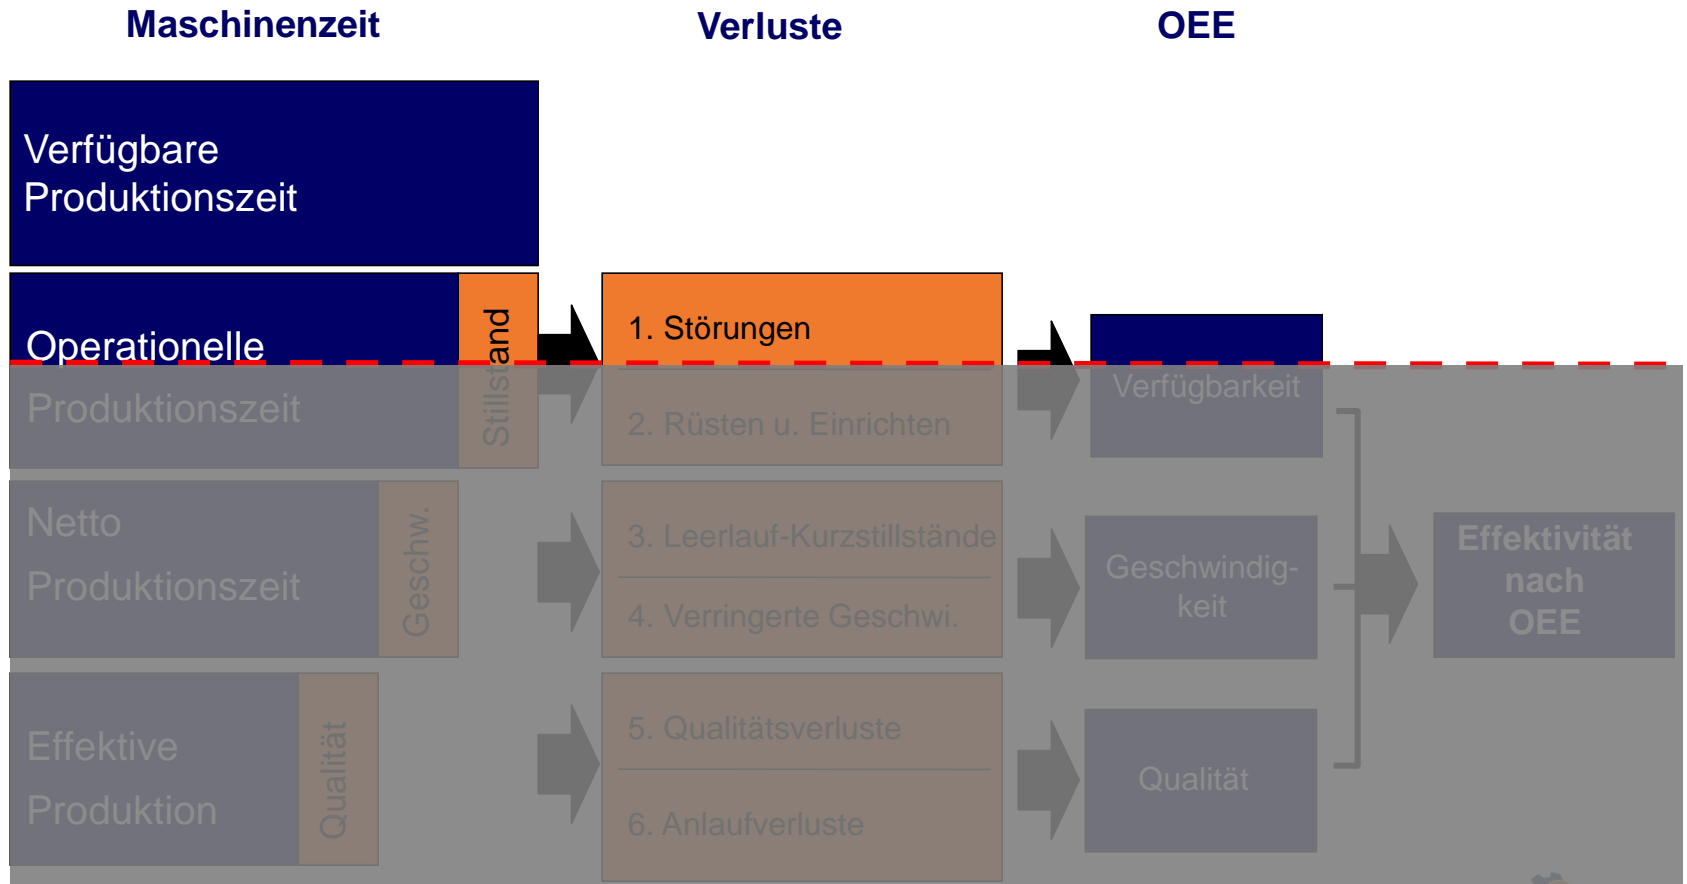 Maschinenzeit
Verluste
OEE
Verfügbare
Produktionszeit
Operationelle
Produktionszeit
Stillstand
1. Störungen
2. Rüsten u. Einrichten
Verfügbarkeit
Netto
Produktionszeit
Geschw.
3. Leerlauf-Kurzstillstände
4. Verringerte Geschwi.
Geschwindig-
keit
Effektivität
nach
OEE
Effektive
Produktion
Qualität
5. Qualitätsverluste
6. Anlaufverluste
Qualität